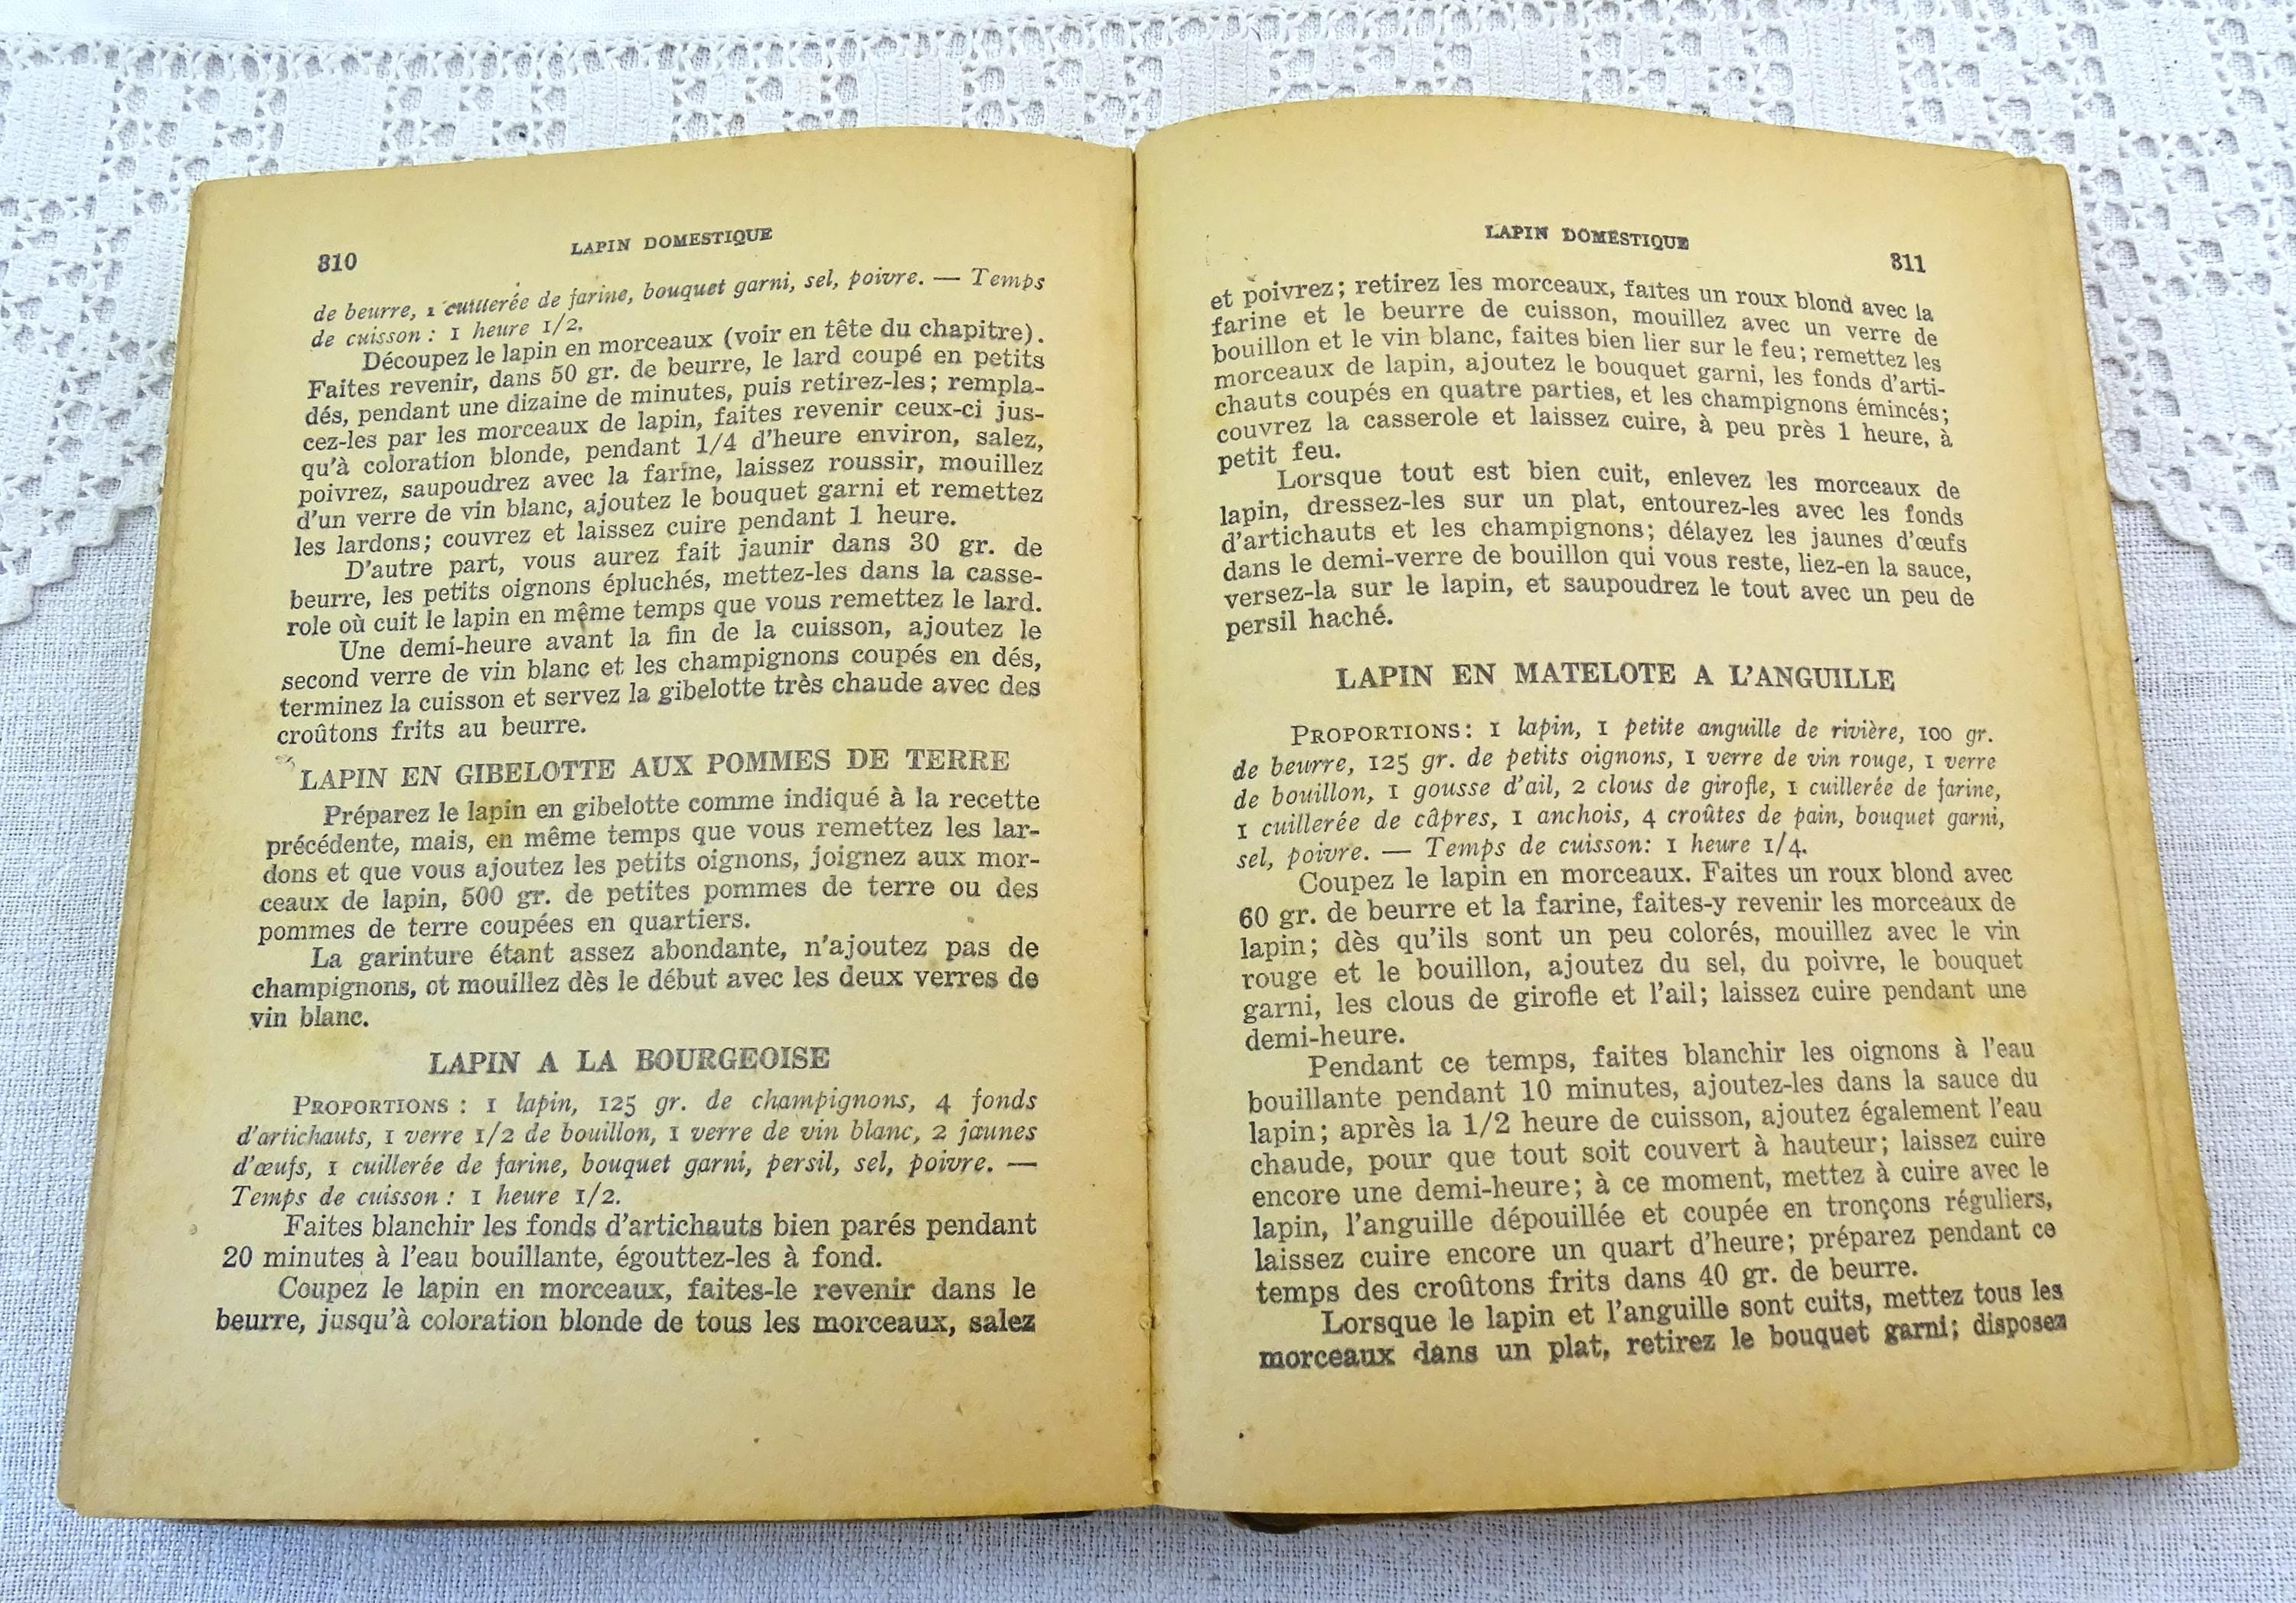 310
LAPIN DOMESTIQUE
de beurre, 1 cuillerée de farine, bouquet garni, sel, poivre. — Temps
de cuisson : 1 heure 1/2.
Découpez le lapin en morceaux (voir en tête du chapitre).
Faites revenir, dans 50 gr. de beurre, le lard coupé en petits
dés, pendant une dizaine de minutes, puis retirez-les; rempla-
cez-les par les morceaux de lapin, faites revenir ceux-ci jus-
qu'à coloration blonde, pendant 1/4 d'heure environ, salez,
poivrez, saupoudrez avec la farine, laissez roussir, mouillez
d'un verre de vin blanc, ajoutez le bouquet garni et remettez
les lardons; couvrez et laissez cuire pendant 1 heure.
D'autre part, vous aurez fait jaunir dans 30 gr. de
beurre, les petits oignons épluchés, mettez-les dans la casse-
role où cuit le lapin en même temps que vous remettez le lard.
Une demi-heure avant la fin de la cuisson, ajoutez le
second verre de vin blanc et les champignons coupés en dés,
terminez la cuisson et servez la gibelotte très chaude avec des
croûtons frits au beurre.
LAPIN EN GIBELOTTE AUX POMMES DE TERRE
Préparez le lapin en gibelotte comme indiqué à la recette
précédente, mais, en même temps que vous remettez les lar-
dons et que vous ajoutez les petits oignons, joignez aux mor-
ceaux de lapin, 500 gr. de petites pommes de terre ou des
pommes de terre coupées en quartiers.
La garinture étant assez abondante, n'ajoutez pas de
champignons, et mouillez dès le début avec les deux verres de
vin blanc.
LAPIN A LA BOURGEOISE
PROPORTIONS : 1 lapin, 125 gr. de champignons, 4 fonds
d'artichauts, 1 verre 1/2 de bouillon, 1 verre de vin blanc, 2 jaunes
d'œufs, 1 cuillerée de farine, bouquet garni, persil, sel, poivre. —
Temps de cuisson : 1 heure 1/2.
Faites blanchir les fonds d'artichauts bien parés pendant
20 minutes à l'eau bouillante, égouttez-les à fond.
Coupez le lapin en morceaux, faites-le revenir dans le
beurre, jusqu'à coloration blonde de tous les morceaux, salez
LAPIN DOMESTIQUE
311
et poivrez; retirez les morceaux, faites un roux blond avec la
farine et le beurre de cuisson, mouillez avec un verre de
bouillon et le vin blanc, faites bien lier sur le feu; remettez les
morceaux de lapin, ajoutez le bouquet garni, les fonds d'arti-
chauts coupés en quatre parties, et les champignons émincés;
couvrez la casserole et laissez cuire, à peu près 1 heure, à
petit feu.
Lorsque tout est bien cuit, enlevez les morceaux de
lapin, dressez-les sur un plat, entourez-les avec les fonds
d'artichauts et les champignons; délayez les jaunes d'œufs
dans le demi-verre de bouillon qui vous reste, liez-en la sauce,
versez-la sur le lapin, et saupoudrez le tout avec un peu de
persil haché.
LAPIN EN MATELOTE A L'ANGUILLE
PROPORTIONS: 1 lapin, 1 petite anguille de rivière, 100 gr.
de beurre, 125 gr. de petits oignons, 1 verre de vin rouge, 1 verre
de bouillon, 1 gousse d'ail, 2 clous de girofle, 1 cuillerée de farine,
1 cuillerée de câpres, 1 anchois, 4 croûtes de pain, bouquet garni,
sel, poivre. — Temps de cuisson: 1 heure 1/4.
Coupez le lapin en morceaux. Faites un roux blond avec
60 gr. de beurre et la farine, faites-y revenir les morceaux de
lapin; dès qu'ils sont un peu colorés, mouillez avec le vin
rouge et le bouillon, ajoutez du sel, du poivre, le bouquet
garni, les clous de girofle et l'ail; laissez cuire pendant une
demi-heure.
Pendant ce temps, faites blanchir les oignons à l'eau
bouillante pendant 10 minutes, ajoutez-les dans la sauce du
lapin; après la 1/2 heure de cuisson, ajoutez également l'eau
chaude, pour que tout soit couvert à hauteur; laissez cuire
encore une demi-heure; à ce moment, mettez à cuire avec le
lapin, l'anguille dépouillée et coupée en tronçons réguliers,
laissez cuire encore un quart d'heure; préparez pendant ce
temps des croûtons frits dans 40 gr. de beurre.
Lorsque le lapin et l'anguille sont cuits, mettez tous les
morceaux dans un plat, retirez le bouquet garni; disposez